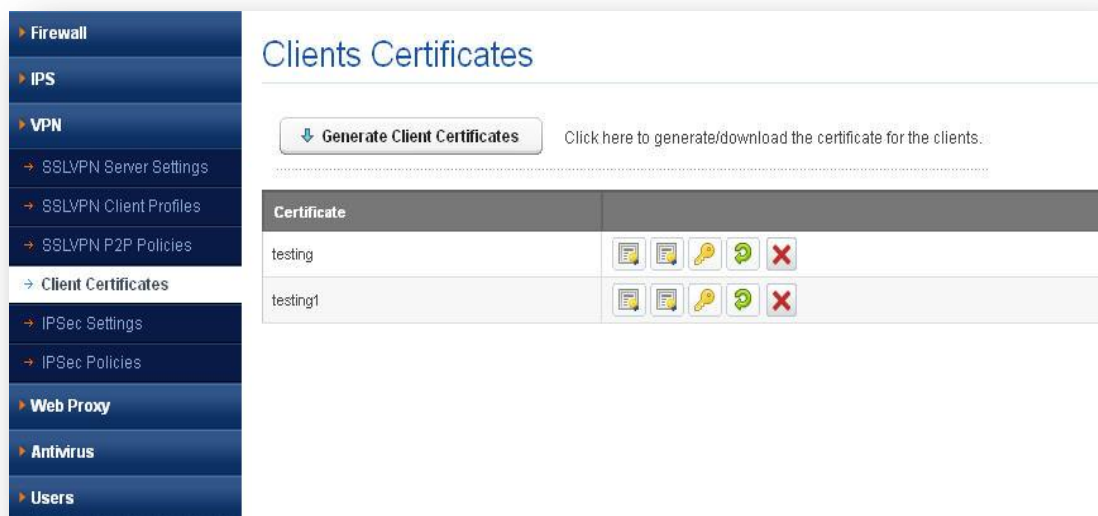 Firewall
IPS
VPN
SSLVPN Server Settings
SSLVPN Client Profiles
SSLVPN P2P Policies
Client Certificates
IPSec Settings
IPSec Policies
Web Proxy
Antivirus
Users
Clients Certificates
Generate Client Certificates
Click here to generate/download the certificate for the clients.
Certificate
testing
testing1